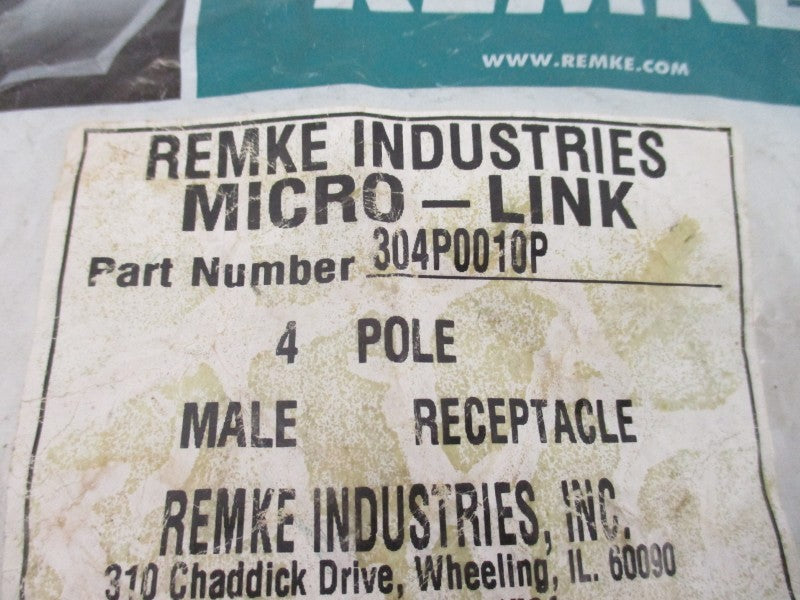 REMKE
WWW.REMKE.COM
REMKE INDUSTRIES
MICRO - LINK
Part Number 304P0010P
4 POLE
MALE RECEPTACLE
REMKE INDUSTRIES, INC.
310 Chaddick Drive, Wheeling, IL. 60090